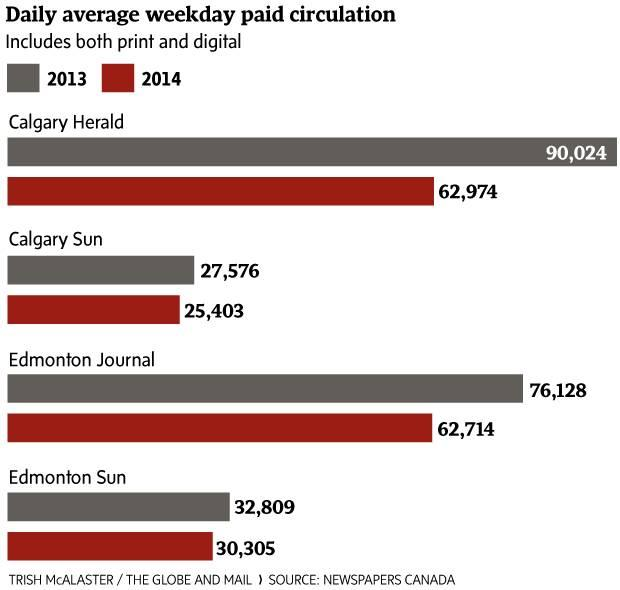 Daily average weekday paid circulation
Includes both print and digital
2013 2014
Calgary Herald
90,024
62,974
Calgary Sun
27,576
25,403
Edmonton Journal
76,128
62,714
Edmonton Sun
32,809
30,305
TRISH McALASTER / THE GLOBE AND MAIL ❭ SOURCE: NEWSPAPERS CANADA